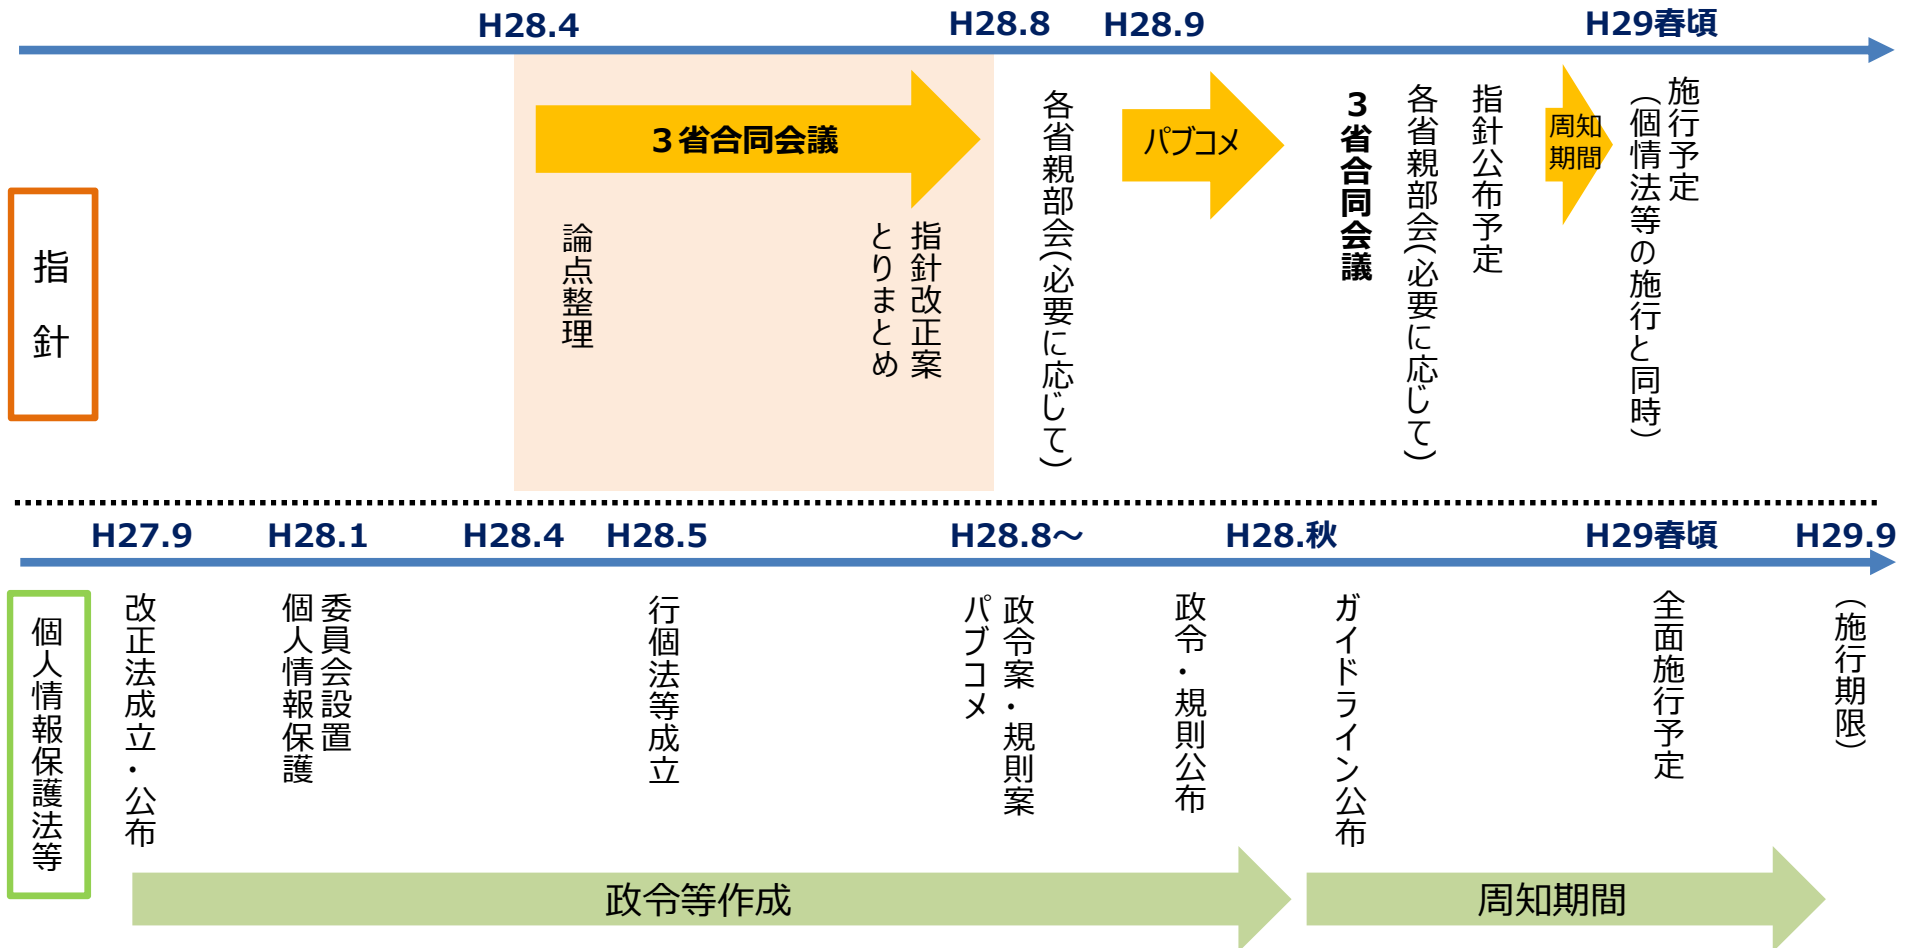 H28.4
H28.8
H28.9
H29春頃
指針
３省合同会議
論点整理
指針改正案
とりまとめ
各省親部会(必要に応じて)
パブコメ
３省合同会議
各省親部会(必要に応じて)
指針公布予定
周知
期間
施行予定
(個情法等の施行と同時)
H27.9
H28.1
H28.4
H28.5
H28.8～
H28.秋
H29春頃
H29.9
個人情報保護法等
改正法成立・公布
委員会設置
個人情報保護
行個法等成立
政令案・規則案
パブコメ
政令・規則公布
ガイドライン公布
全面施行予定
(施行期限)
政令等作成
周知期間